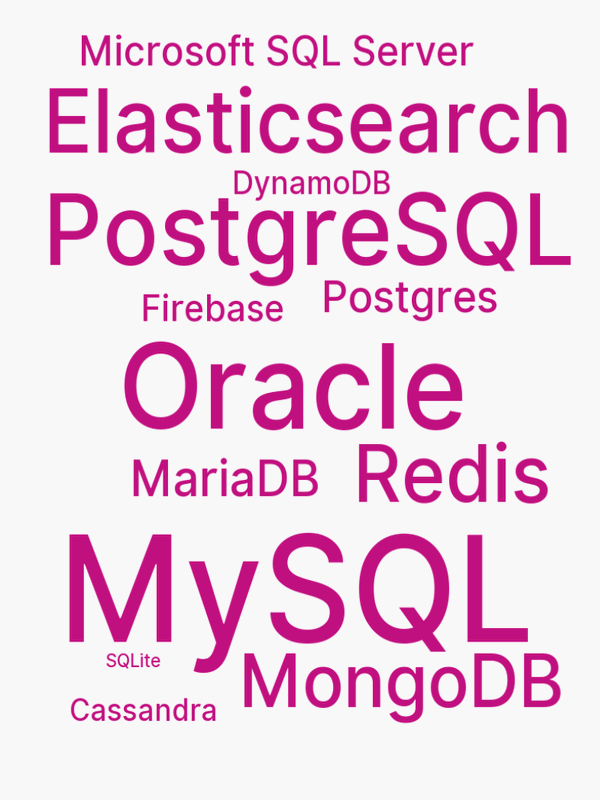 Microsoft SQL Server
Elasticsearch
DynamoDB
PostgreSQL
Firebase
Postgres
Oracle
MariaDB
Redis
MySQL
SQLite
MongoDB
Cassandra